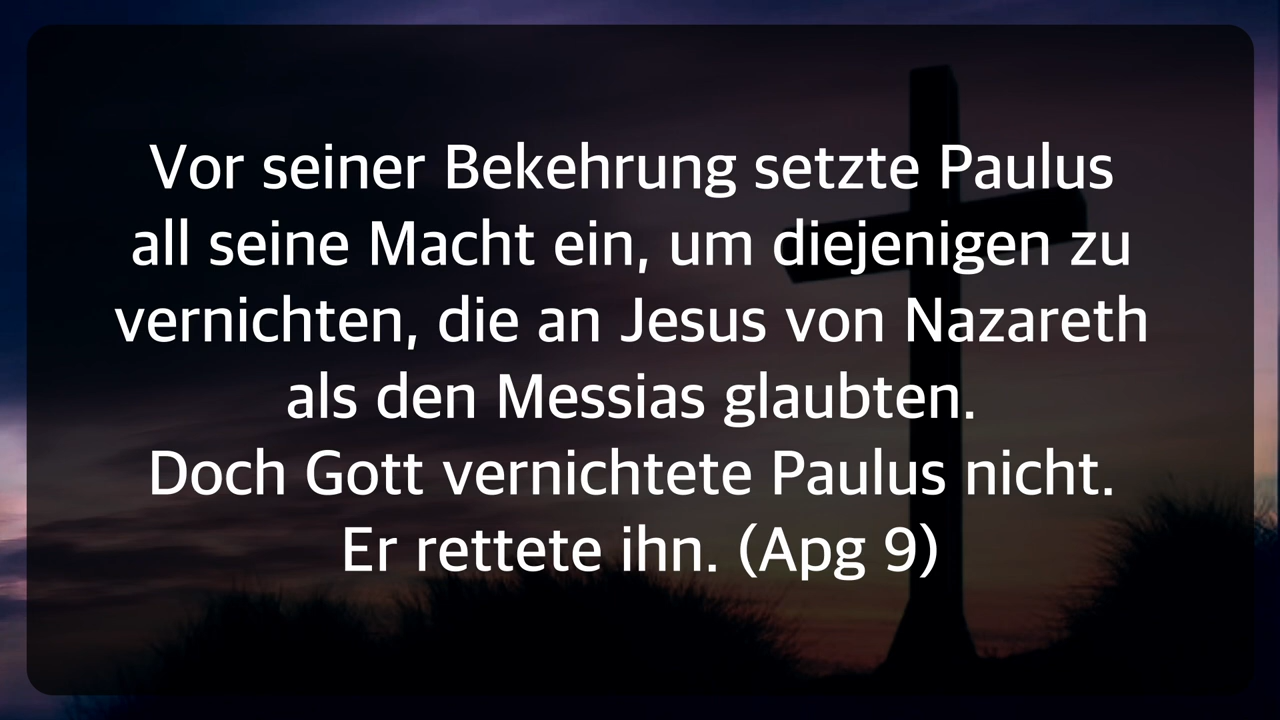 Vor seiner Bekehrung setzte Paulus
all seine Macht ein, um diejenigen zu
vernichten, die an Jesus von Nazareth
als den Messias glaubten.
Doch Gott vernichtete Paulus nicht.
Er rettete ihn. (Apg 9)